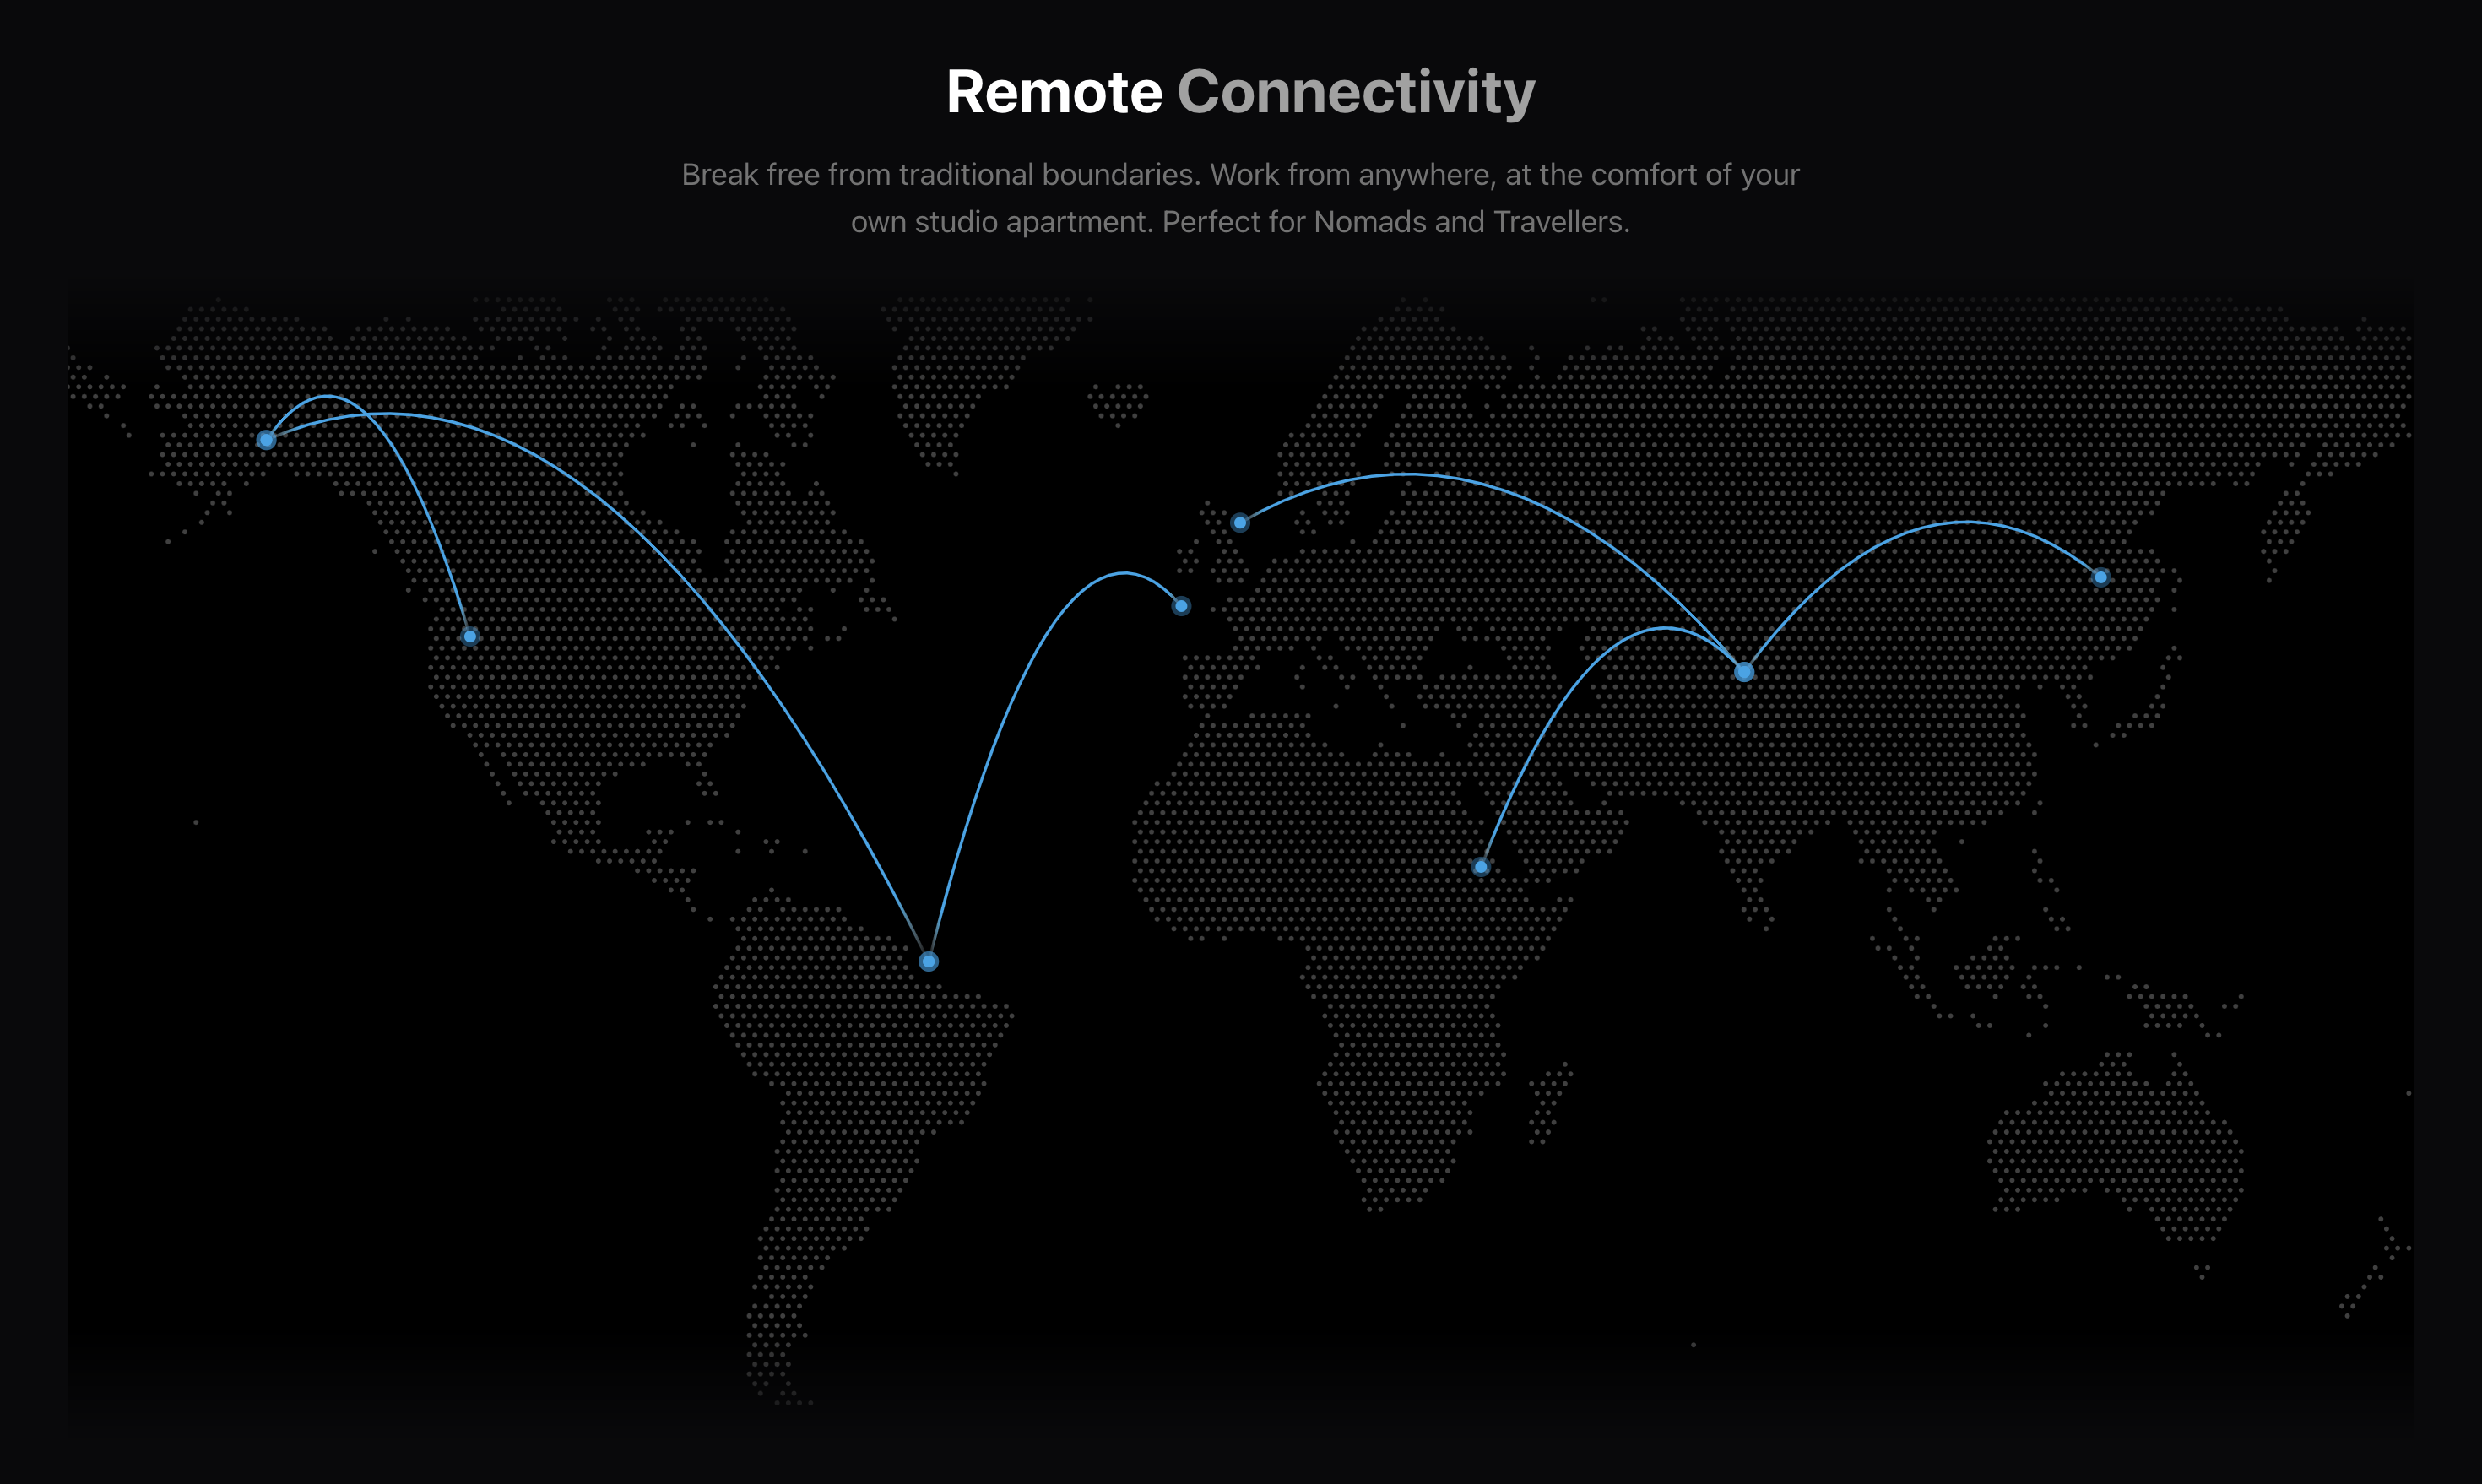 Remote Connectivity
Break free from traditional boundaries. Work from anywhere, at the comfort of your
own studio apartment. Perfect for Nomads and Travellers.